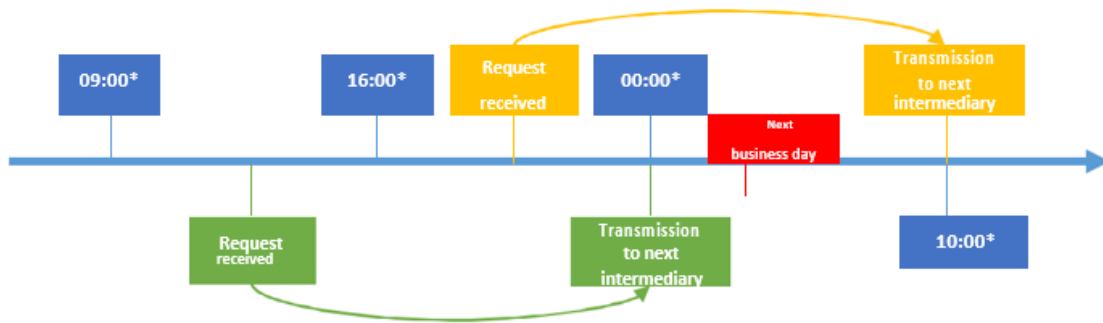 09:00*
16:00*
Request
received
00:00*
Transmission
to next
intermediary
Next
business day
Request
received
Transmission
to next
intermediary
10:00*